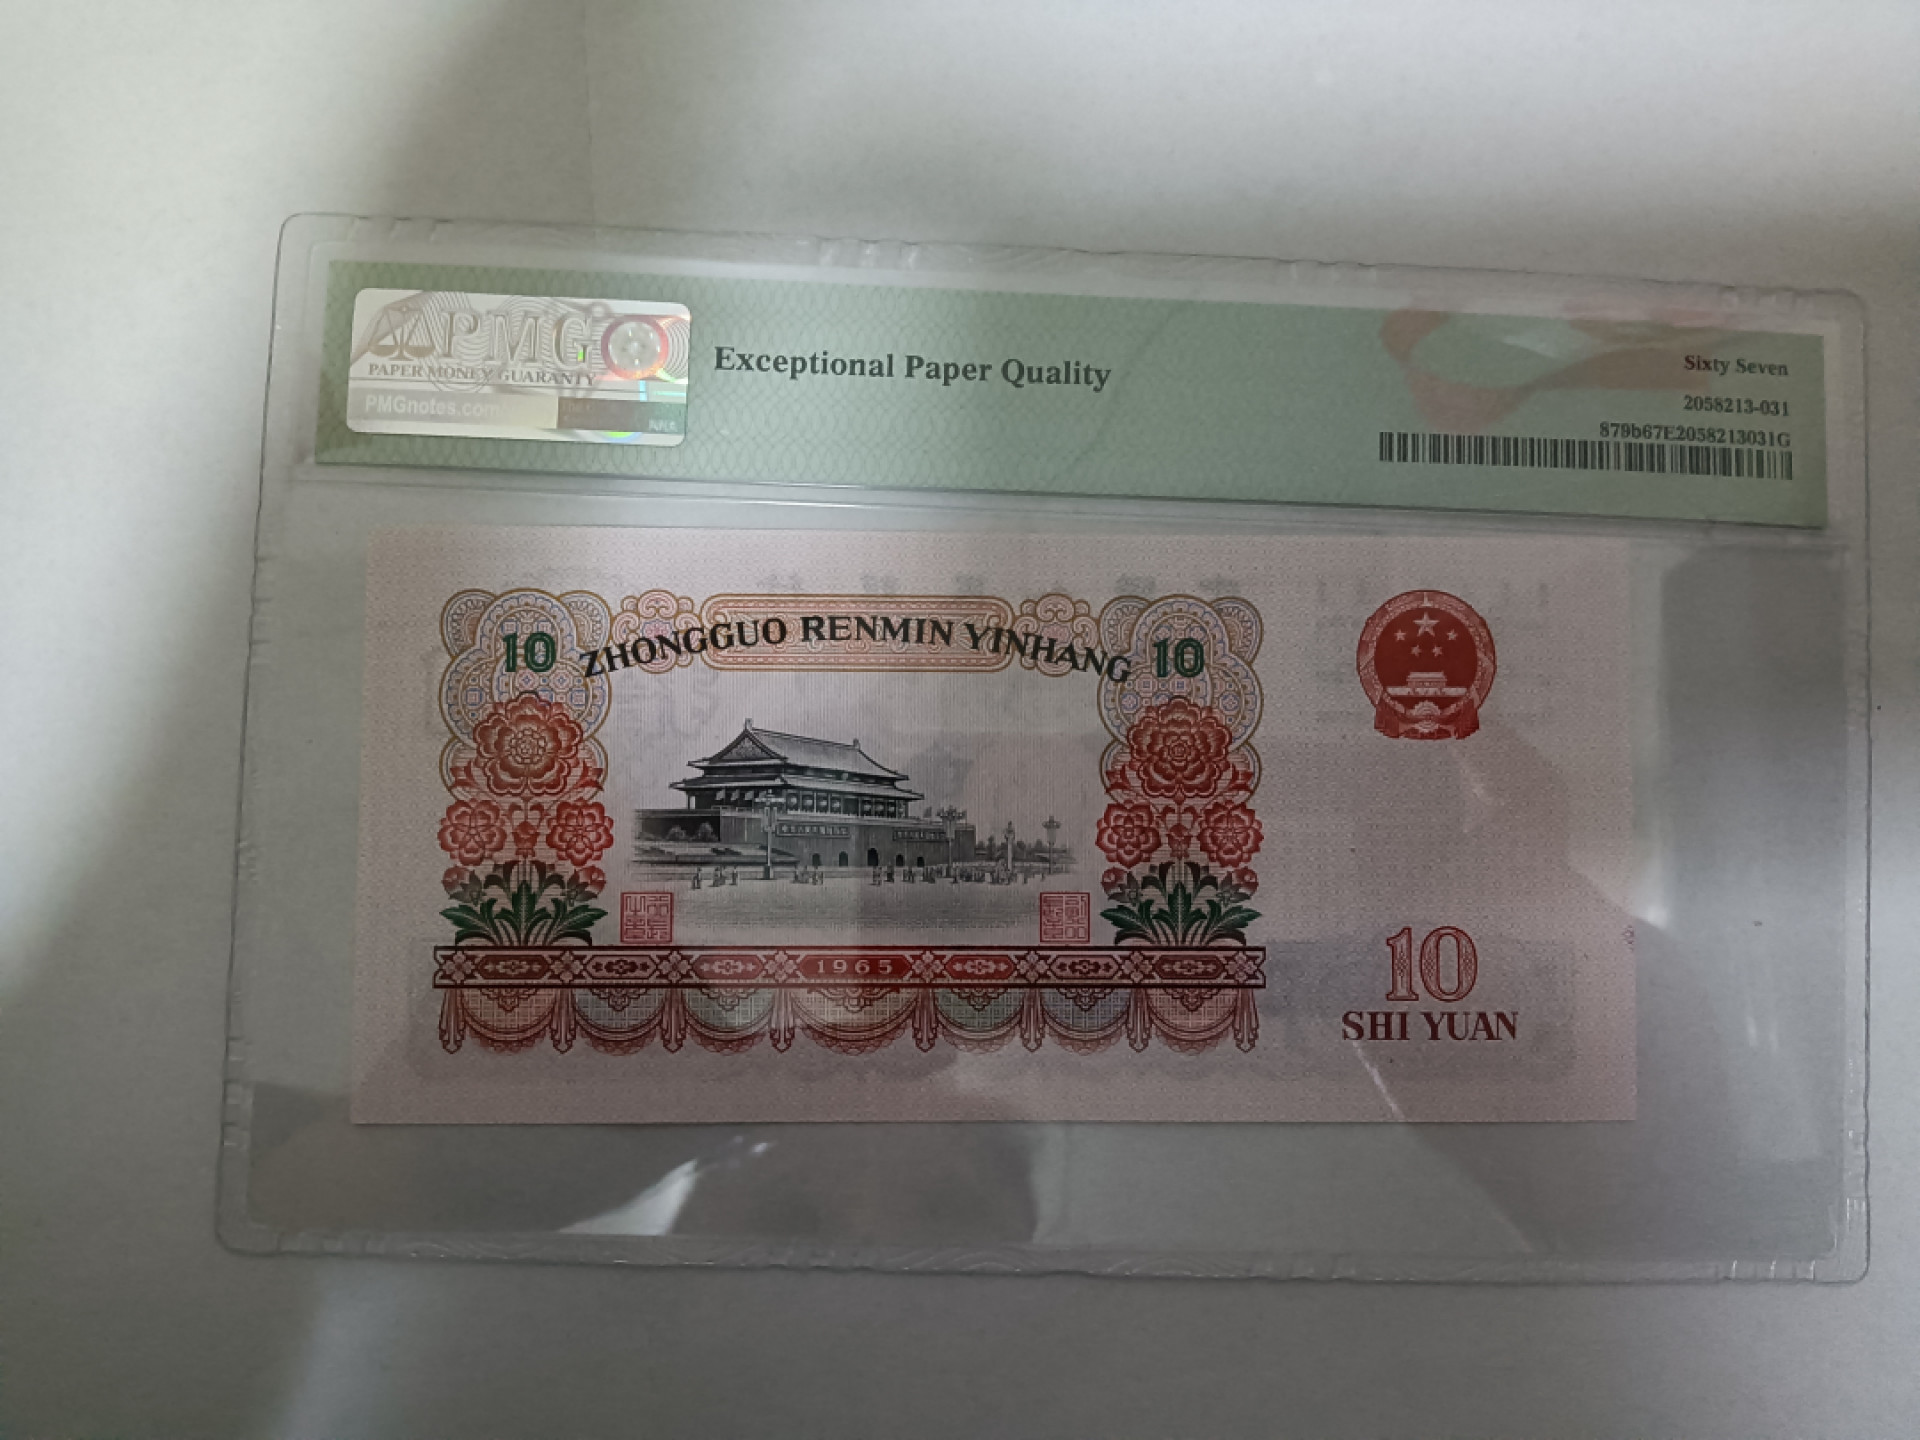 PMG
PAPER MONEY GUARANTY
PMGnotes.com
Exceptional Paper Quality
Sixty Seven
2058213-031
879b67E2058213031G
10 ZHONGGUO RENMIN YINHANG 10
1965
10
SHI YUAN